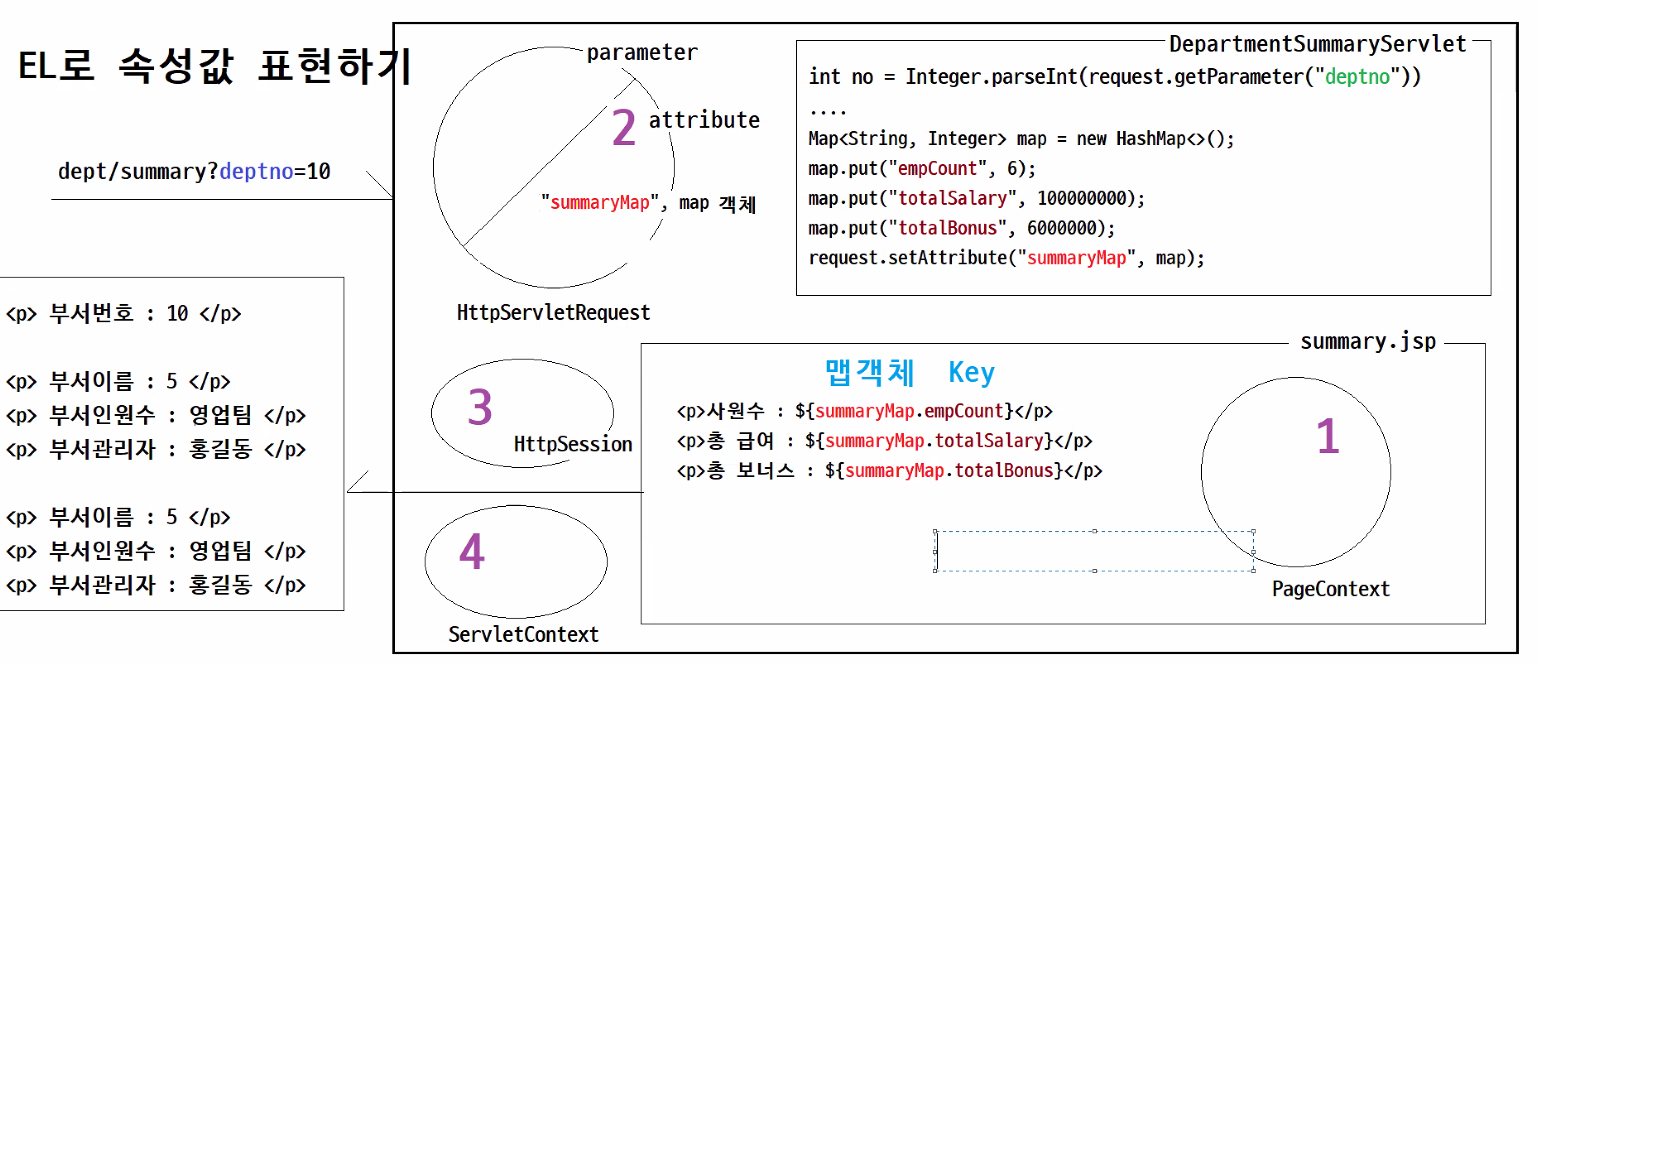 EL로 속성값 표현하기
dept/summary?deptno=10
parameter
2 attribute
"summaryMap", map 객체
HttpServletRequest
DepartmentSummaryServlet
int no = Integer.parseInt(request.getParameter("deptno"))
....
Map<String, Integer> map = new HashMap<>();
map.put("empCount", 6);
map.put("totalSalary", 100000000);
map.put("totalBonus", 6000000);
request.setAttribute("summaryMap", map);
<p> 부서번호 : 10 </p>
<p> 부서이름 : 5 </p>
<p> 부서인원수 : 영업팀 </p>
<p> 부서관리자 : 홍길동 </p>
<p> 부서이름 : 5 </p>
<p> 부서인원수 : 영업팀 </p>
<p> 부서관리자 : 홍길동 </p>
3
HttpSession
4
ServletContext
summary.jsp
맵객체 Key
<p>사원수 : ${summaryMap.empCount}</p>
<p>총 급여 : ${summaryMap.totalSalary}</p>
<p>총 보너스 : ${summaryMap.totalBonus}</p>
1
PageContext